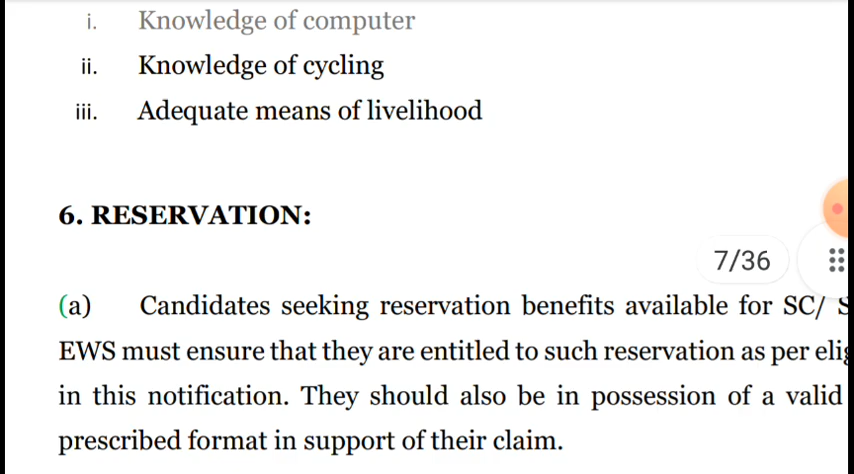 i. Knowledge of computer
ii. Knowledge of cycling
iii. Adequate means of livelihood
6. RESERVATION:
7/36
(a) Candidates seeking reservation benefits available for SC/
EWS must ensure that they are entitled to such reservation as per
in this notification. They should also be in possession of a valid
prescribed format in support of their claim.